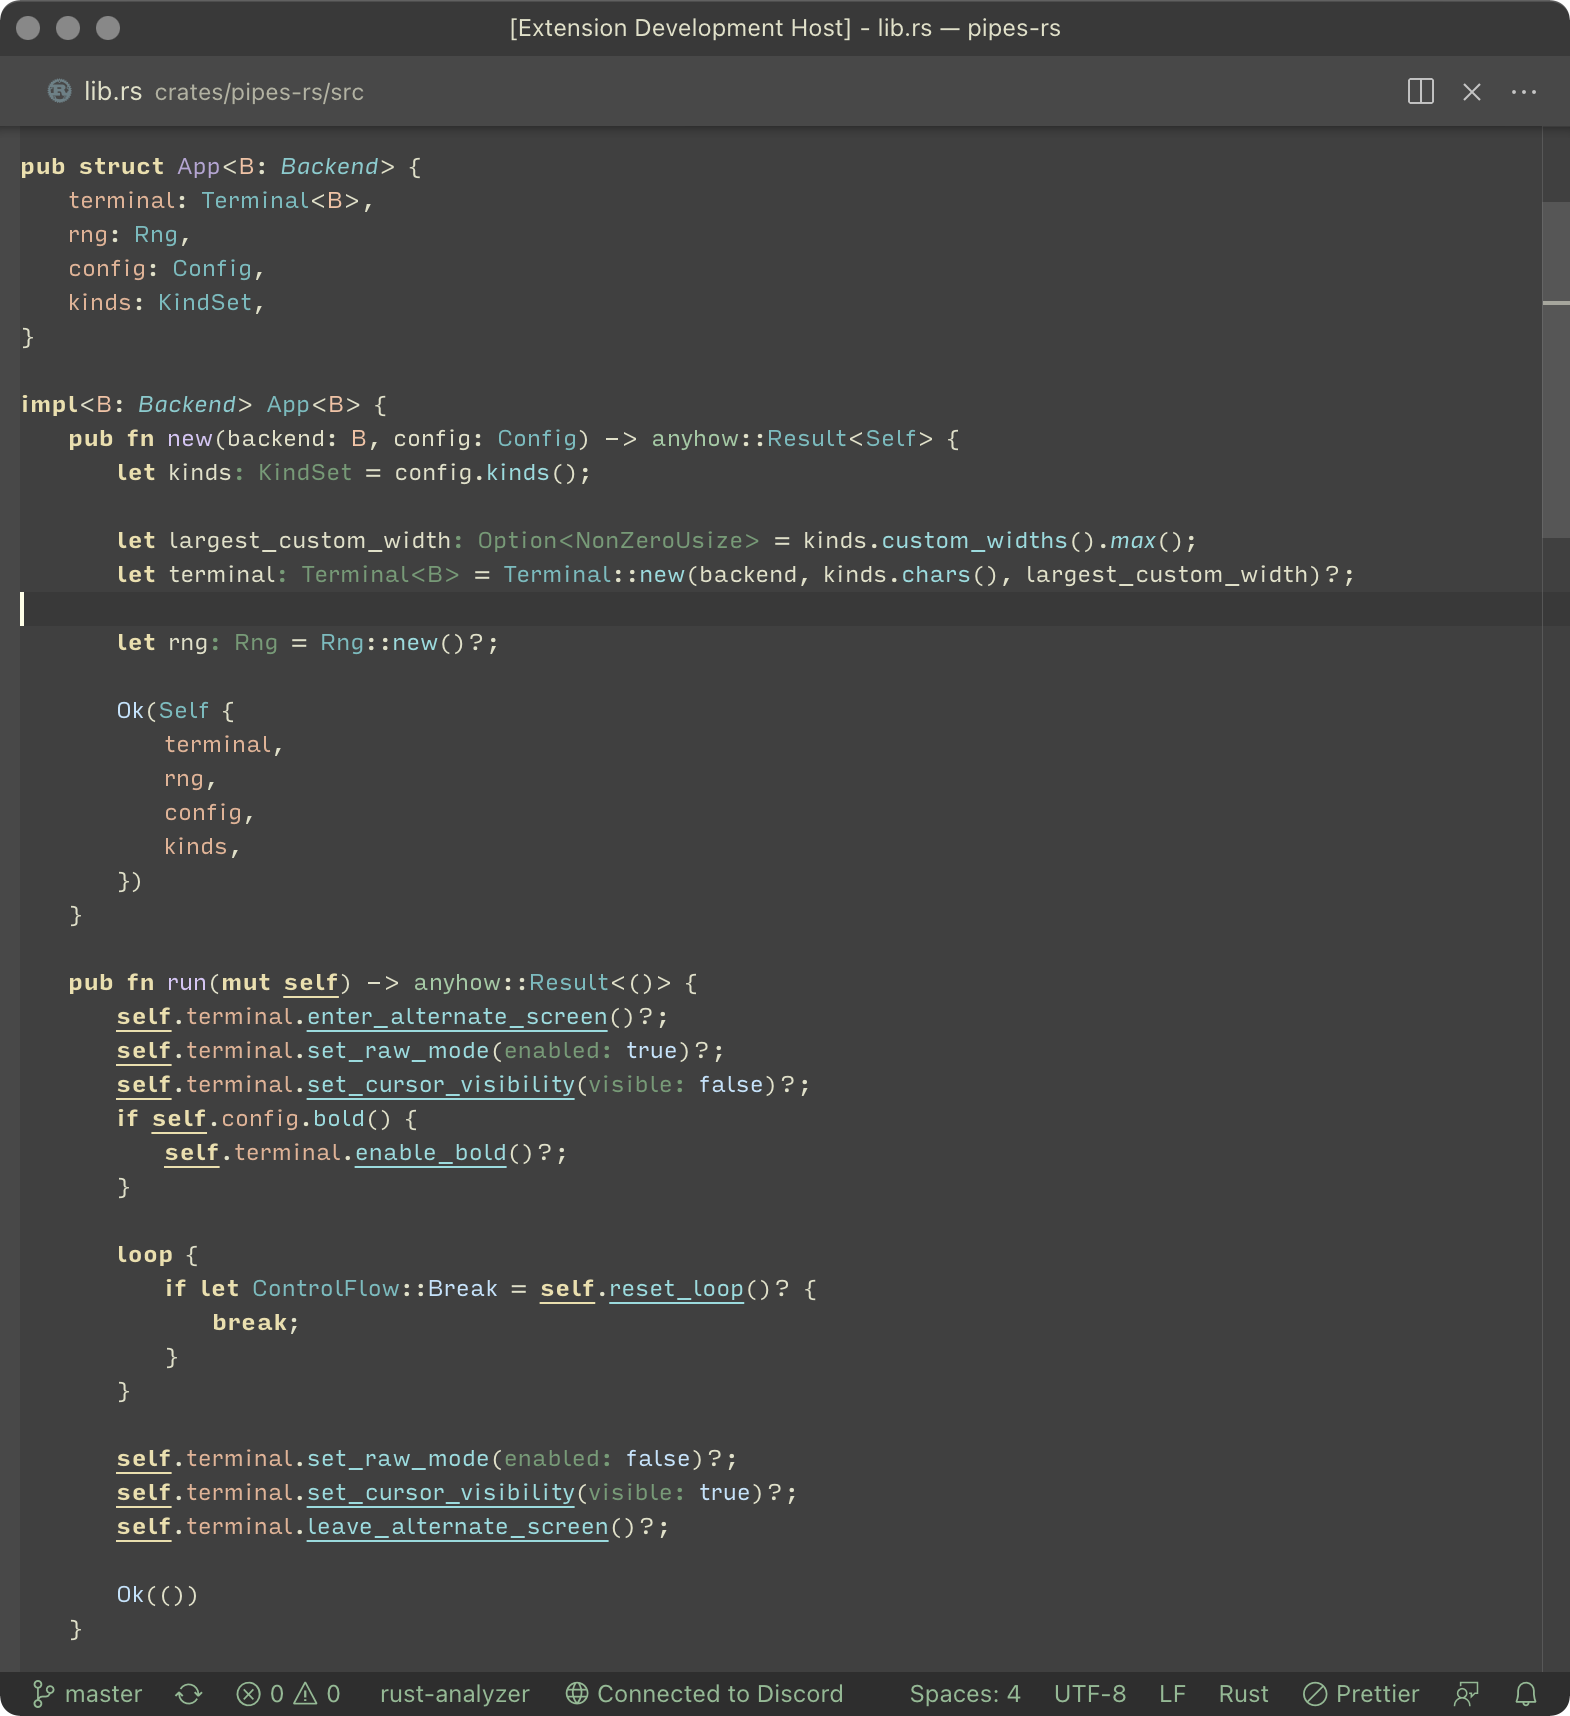 [Extension Development Host] - lib.rs — pipes-rs
lib.rs crates/pipes-rs/src
pub struct App<B: Backend> {
    terminal: Terminal<B>,
    rng: Rng,
    config: Config,
    kinds: KindSet,
}
impl<B: Backend> App<B> {
    pub fn new(backend: B, config: Config) -> anyhow::Result<Self> {
        let kinds: KindSet = config.kinds();
        let largest_custom_width: Option<NonZeroUsize> = kinds.custom_widths().max();
        let terminal: Terminal<B> = Terminal::new(backend, kinds.chars(), largest_custom_width)?;
        let rng: Rng = Rng::new()?;
        Ok(Self {
            terminal,
            rng,
            config,
            kinds,
        })
    }
    pub fn run(mut self) -> anyhow::Result<()> {
        self.terminal.enter_alternate_screen()?;
        self.terminal.set_raw_mode(enabled: true)?;
        self.terminal.set_cursor_visibility(visible: false)?;
        if self.config.bold() {
            self.terminal.enable_bold()?;
        }
        loop {
            if let ControlFlow::Break = self.reset_loop()? {
                break;
            }
        }
        self.terminal.set_raw_mode(enabled: false)?;
        self.terminal.set_cursor_visibility(visible: true)?;
        self.terminal.leave_alternate_screen()?;
        Ok(())
    }
master 0 0 rust-analyzer Connected to Discord Spaces: 4 UTF-8 LF Rust Prettier